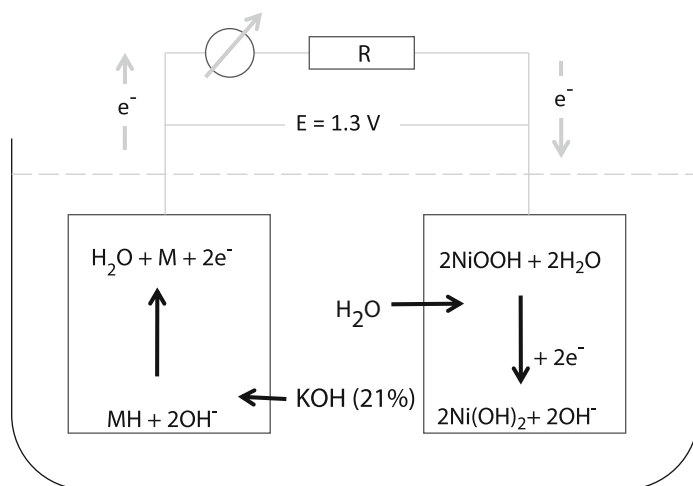 R
e⁻
e⁻
E = 1.3 V
H₂O + M + 2e⁻
2NiOOH + 2H₂O
H₂O
+ 2e⁻
KOH (21%)
MH + 2OH⁻
2Ni(OH)₂+ 2OH⁻